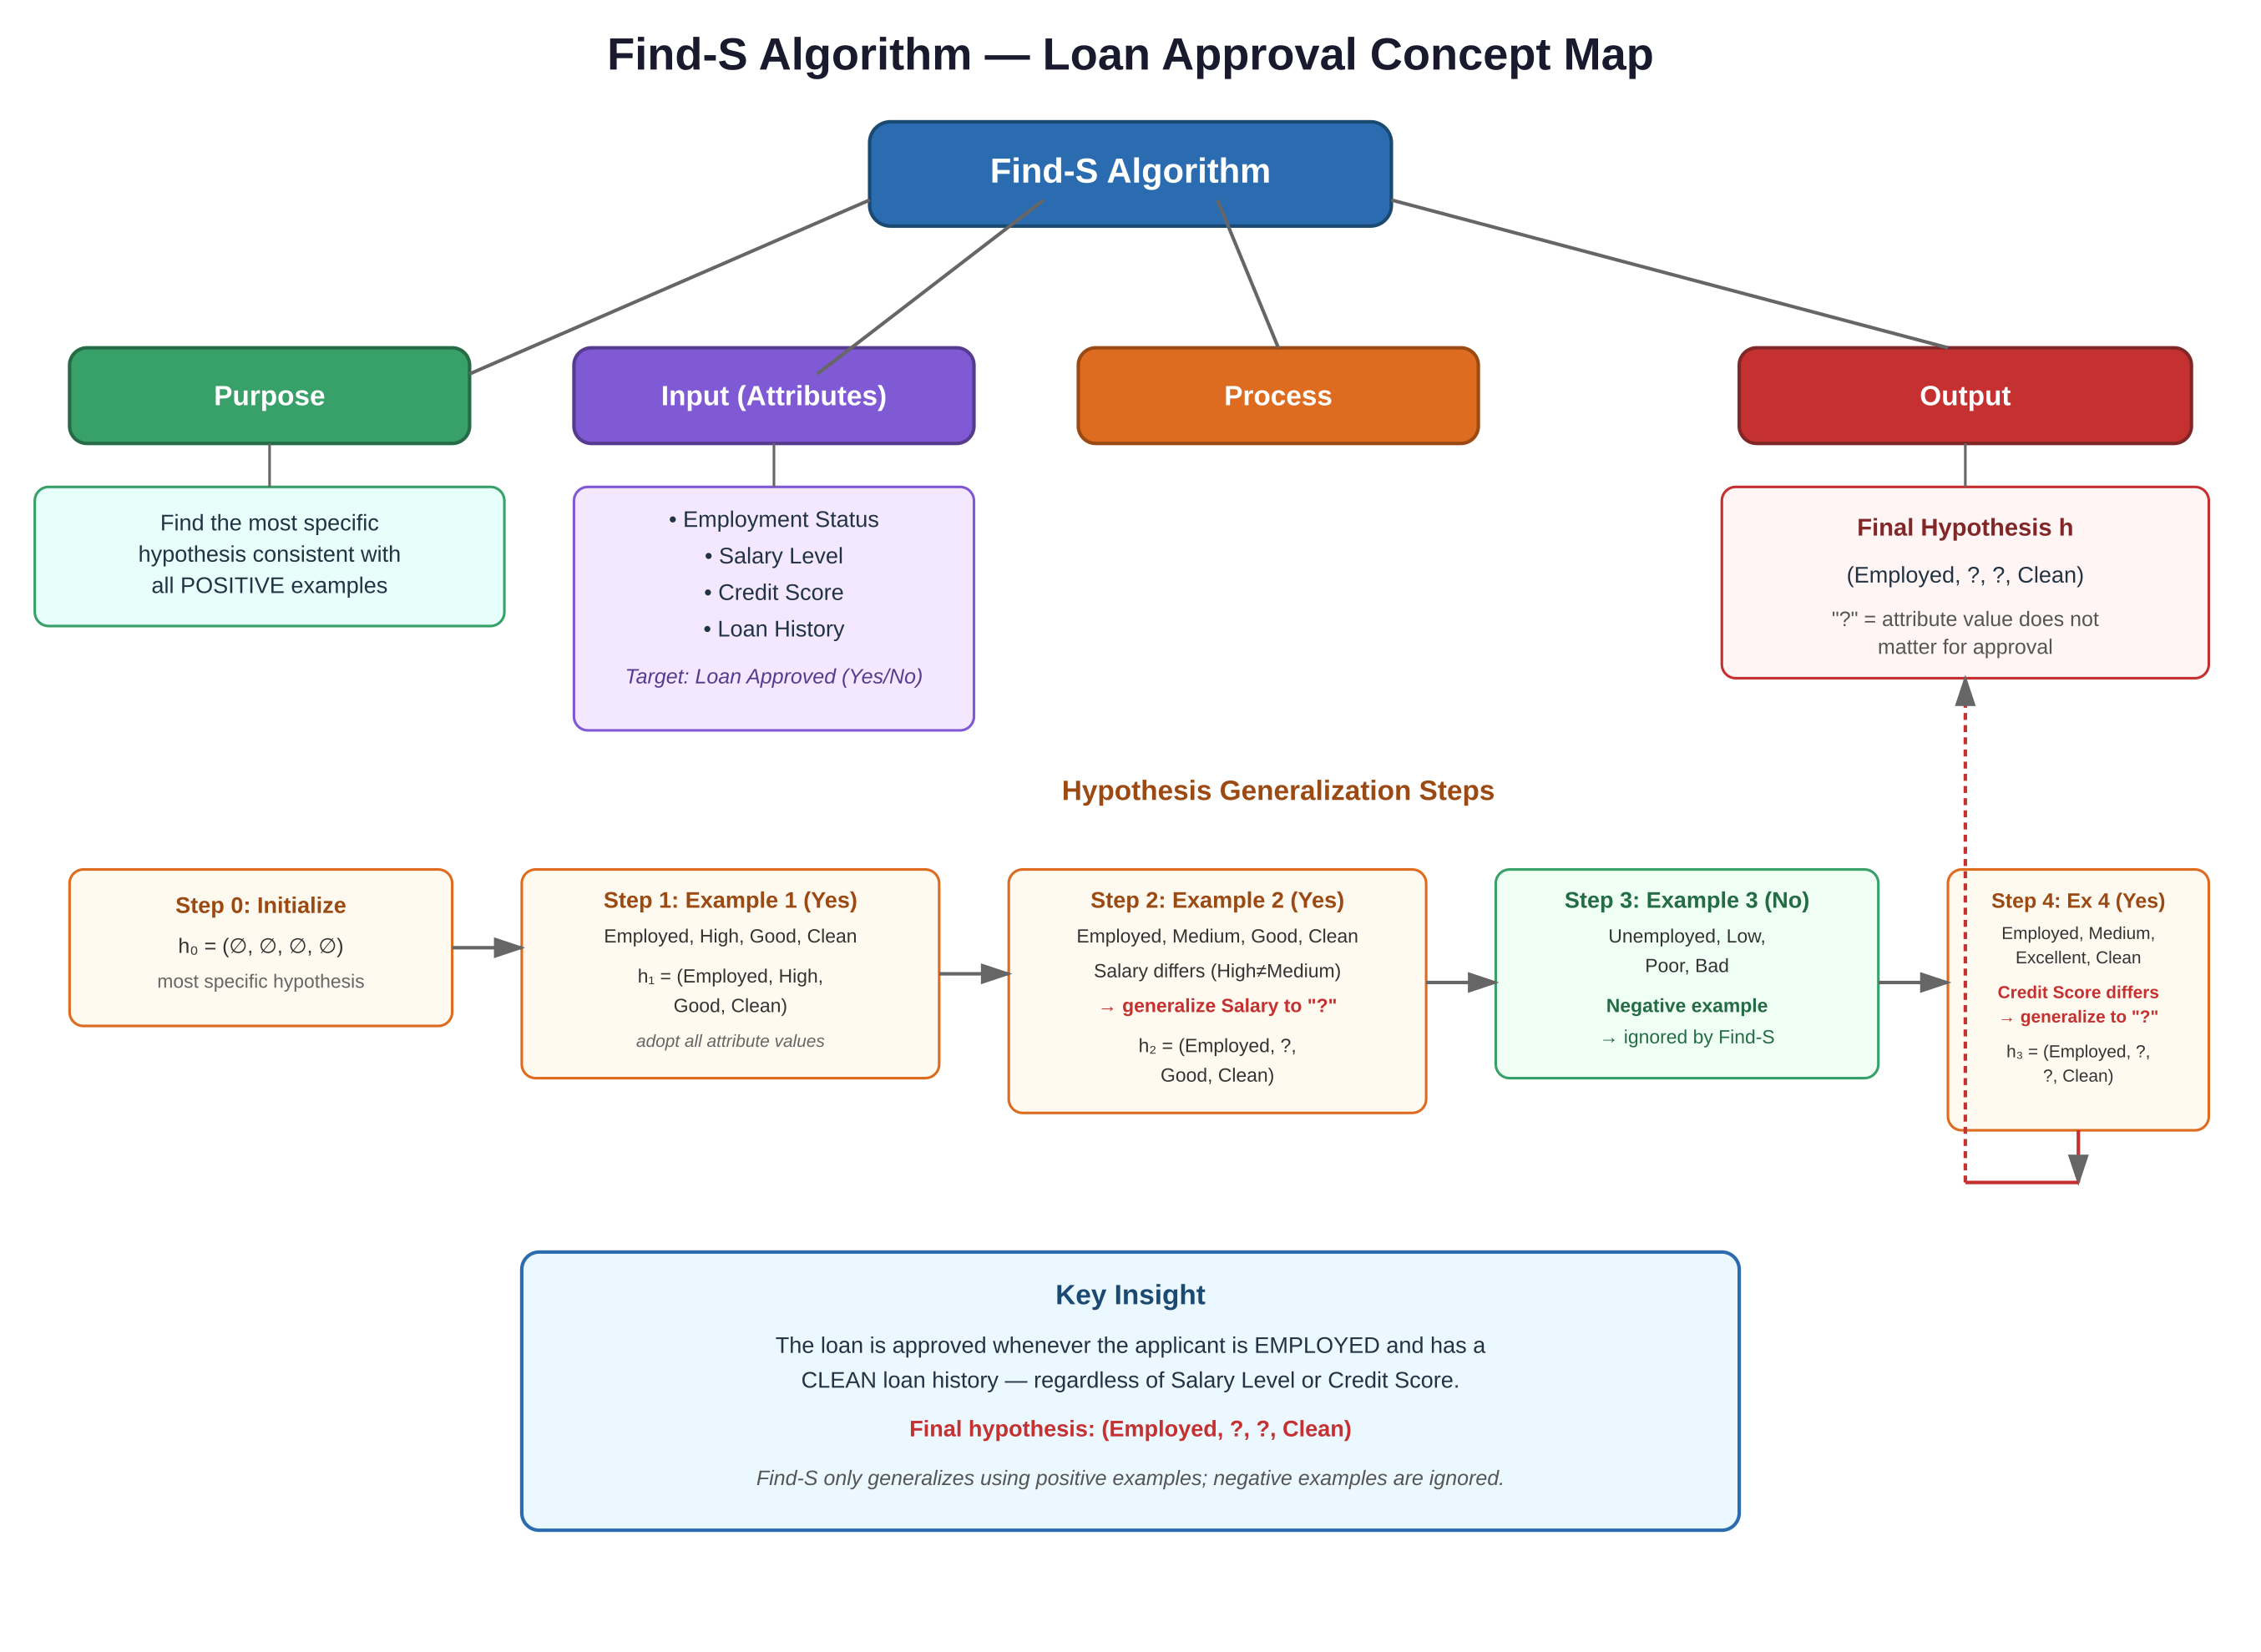 Find-S Algorithm — Loan Approval Concept Map
Find-S Algorithm
Purpose
Input (Attributes)
Process
Output
Find the most specific
hypothesis consistent with
all POSITIVE examples
• Employment Status
• Salary Level
• Credit Score
• Loan History
Target: Loan Approved (Yes/No)
Final Hypothesis h
(Employed, ?, ?, Clean)
"?" = attribute value does not
matter for approval
Hypothesis Generalization Steps
Step 0: Initialize
h₀ = (∅, ∅, ∅, ∅)
most specific hypothesis
Step 1: Example 1 (Yes)
Employed, High, Good, Clean
h₁ = (Employed, High,
Good, Clean)
adopt all attribute values
Step 2: Example 2 (Yes)
Employed, Medium, Good, Clean
Salary differs (High≠Medium)
→ generalize Salary to "?"
h₂ = (Employed, ?,
Good, Clean)
Step 3: Example 3 (No)
Unemployed, Low,
Poor, Bad
Negative example
→ ignored by Find-S
Step 4: Ex 4 (Yes)
Employed, Medium,
Excellent, Clean
Credit Score differs
→ generalize to "?"
h₃ = (Employed, ?,
?, Clean)
Key Insight
The loan is approved whenever the applicant is EMPLOYED and has a
CLEAN loan history — regardless of Salary Level or Credit Score.
Final hypothesis: (Employed, ?, ?, Clean)
Find-S only generalizes using positive examples; negative examples are ignored.